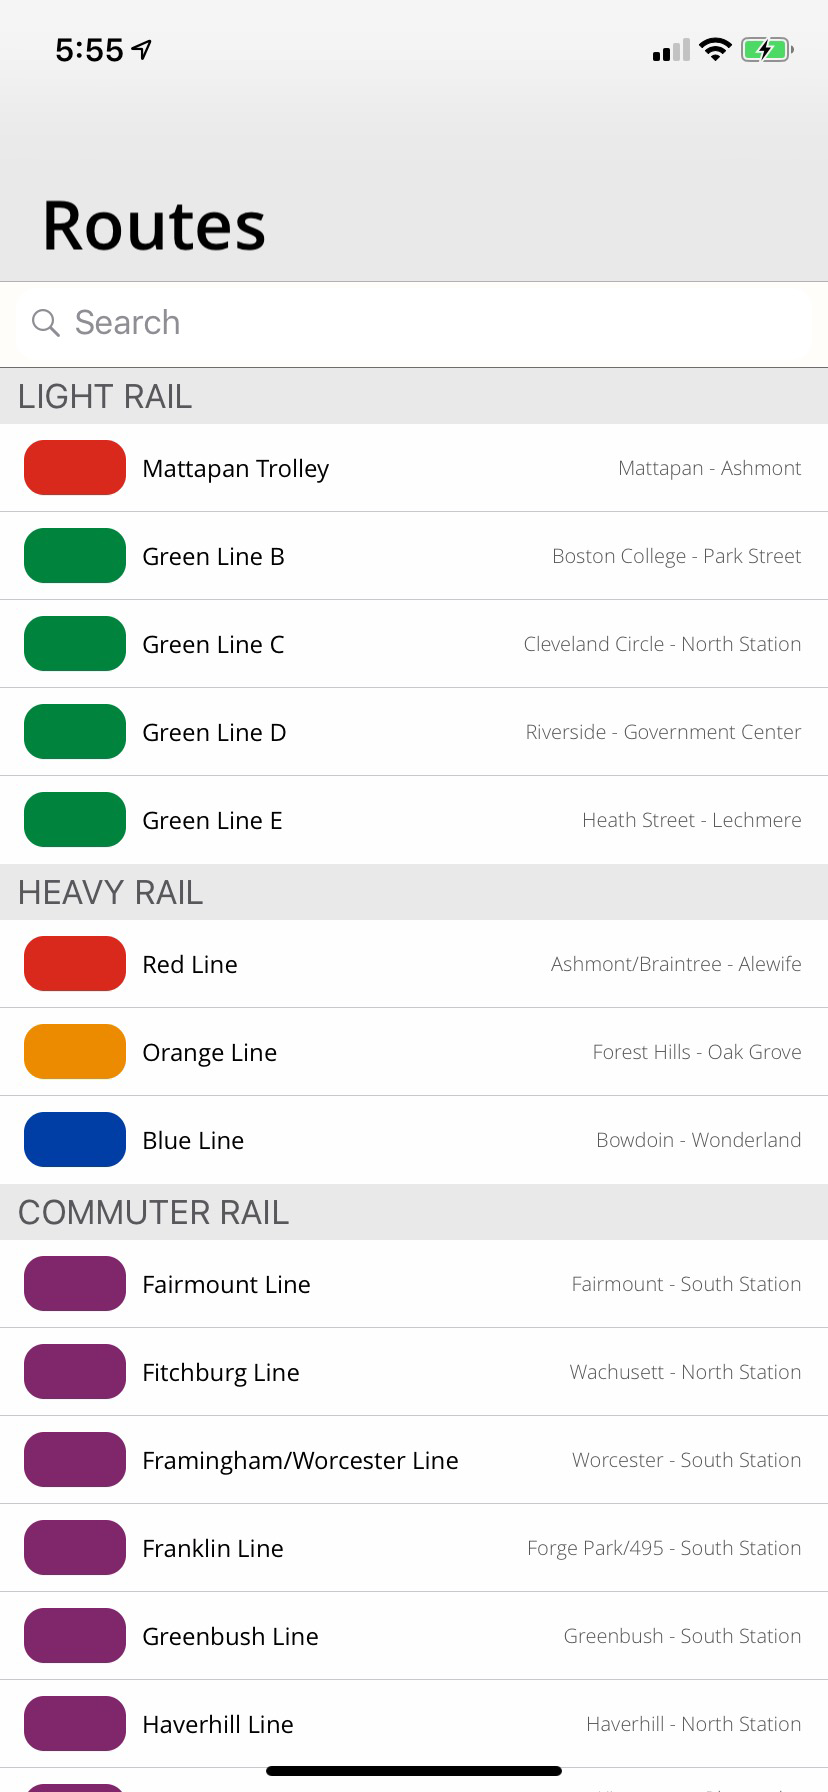 5:55
Routes
Search
LIGHT RAIL
Mattapan Trolley Mattapan - Ashmont
Green Line B Boston College - Park Street
Green Line C Cleveland Circle - North Station
Green Line D Riverside - Government Center
Green Line E Heath Street - Lechmere
HEAVY RAIL
Red Line Ashmont/Braintree - Alewife
Orange Line Forest Hills - Oak Grove
Blue Line Bowdoin - Wonderland
COMMUTER RAIL
Fairmount Line Fairmount - South Station
Fitchburg Line Wachusett - North Station
Framingham/Worcester Line Worcester - South Station
Franklin Line Forge Park/495 - South Station
Greenbush Line Greenbush - South Station
Haverhill Line Haverhill - North Station